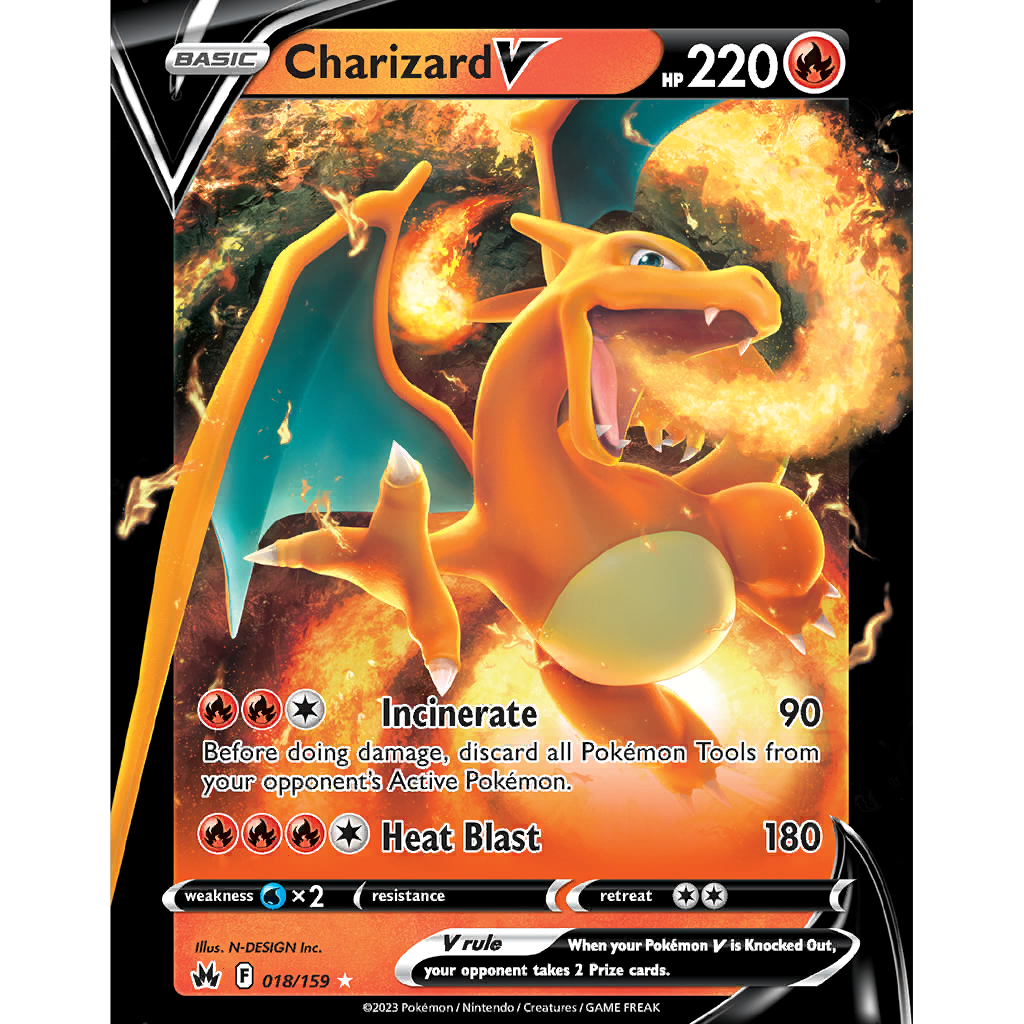 BASIC Charizard V HP 220
Incinerate 90
Before doing damage, discard all Pokémon Tools from
your opponent's Active Pokémon.
Heat Blast 180
weakness ×2 resistance retreat
Illus. N-DESIGN Inc.
V rule When your Pokémon V is Knocked Out,
your opponent takes 2 Prize cards.
F 018/159
©2023 Pokémon / Nintendo / Creatures / GAME FREAK